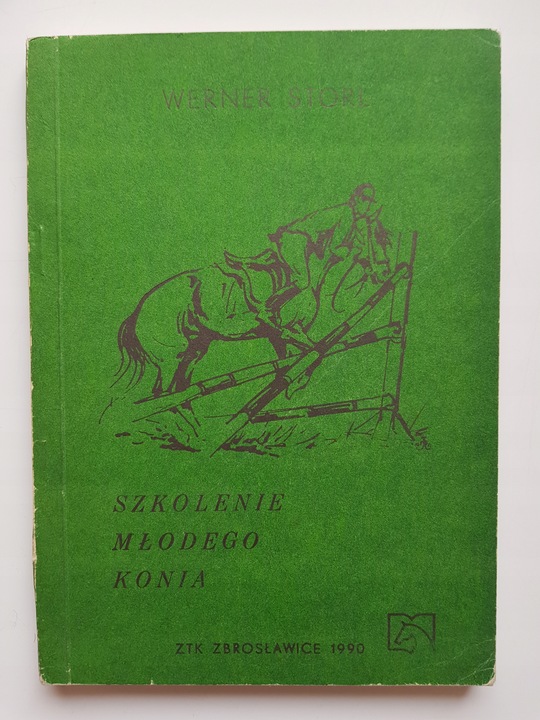 WERNER STORL
SZKOLENIE
MŁODEGO
KONIA
ZTK ZBROSŁAWICE 1990